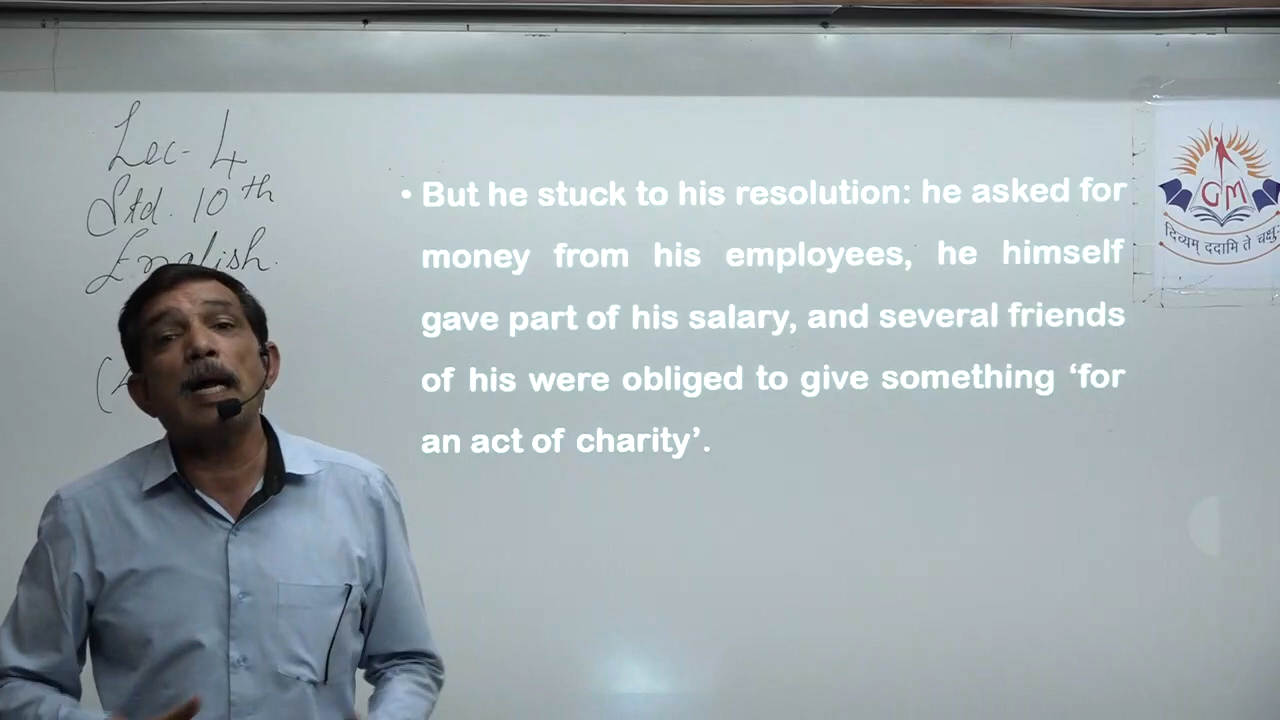 Lec- 4
Std. 10th
English.
• But he stuck to his resolution: he asked for
money from his employees, he himself
gave part of his salary, and several friends
of his were obliged to give something ‘for
an act of charity’.
GM
दिव्यम् ददामि ते चक्षु: